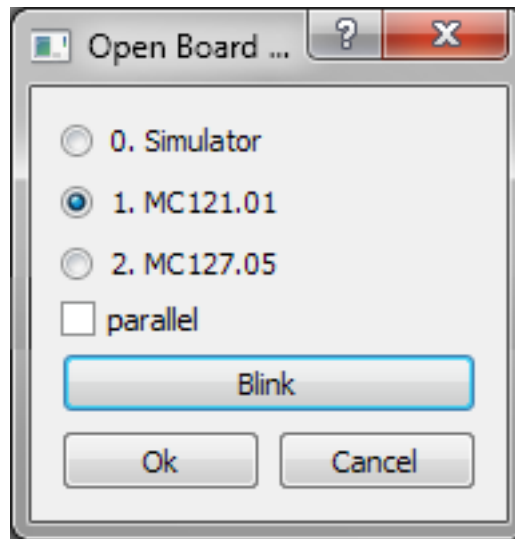 Open Board ...
0. Simulator
1. MC121.01
2. MC127.05
parallel
Blink
Ok Cancel